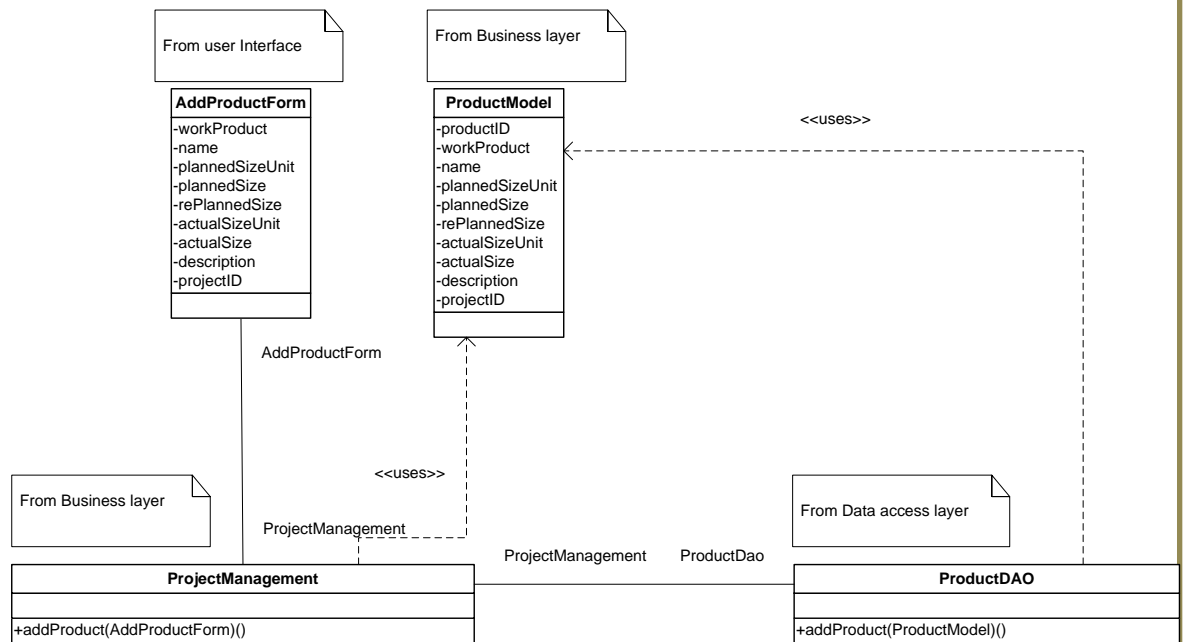 From user Interface
From Business layer
AddProductForm
-workProduct
-name
-plannedSizeUnit
-plannedSize
-rePlannedSize
-actualSizeUnit
-actualSize
-description
-projectID
ProductModel
-productID
-workProduct
-name
-plannedSizeUnit
-plannedSize
-rePlannedSize
-actualSizeUnit
-actualSize
-description
-projectID
<<uses>>
AddProductForm
<<uses>>
From Business layer
ProjectManagement
From Data access layer
ProjectManagement
ProductDao
ProjectManagement
+addProduct(AddProductForm)()
ProductDAO
+addProduct(ProductModel)()